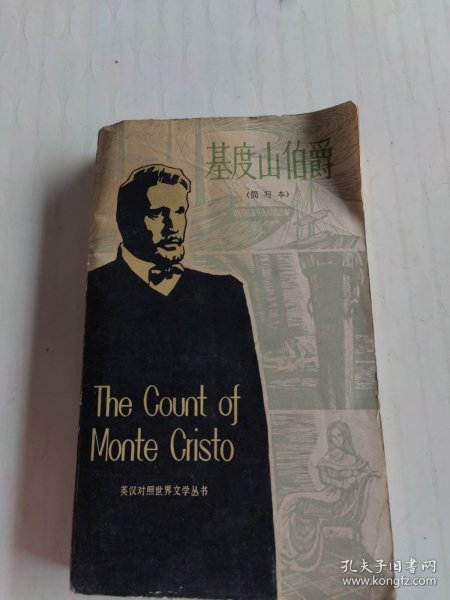 基度山伯爵
(简写本)
The Count of
Monte Cristo
英汉对照世界文学丛书
孔夫子旧书网
www.kongfz.com